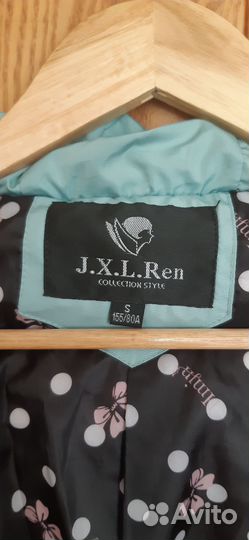 J.X.L.Ren
COLLECTION STYLE
S
155/80A
Avito